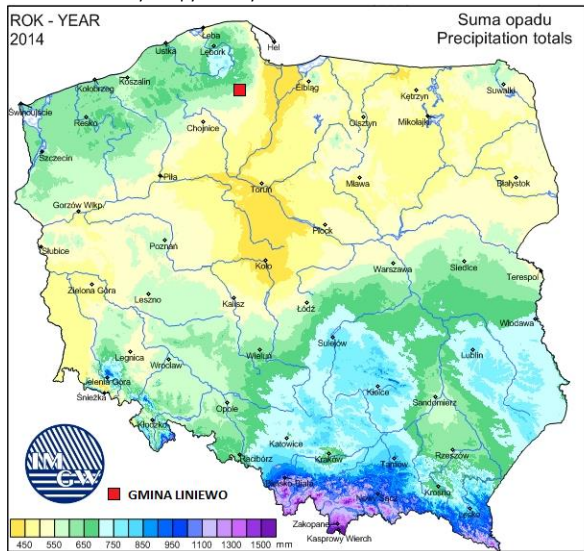 ROK - YEAR
2014
Suma opadu
Precipitation totals
Łeba
Hel
Ustka
Lębork
Koszalin
Kołobrzeg
Elbląg
Suwałki
Kętrzyn
Świnoujście
Resko
Chojnice
Olsztyn
Mikołajki
Szczecin
Piła
Toruń
Mława
Białystok
Gorzów Wlkp.
Płock
Słubice
Poznań
Koło
Warszawa
Siedlce
Terespol
Zielona Góra
Leszno
Kalisz
Łódź
Włodawa
Sulejów
Legnica
Wrocław
Wieluń
Lublin
Jelenia Góra
Kielce
Śnieżka
Opole
Sandomierz
Kłodzko
Katowice
Racibórz
Kraków
Tarnów
Rzeszów
Bielsko-Biała
Nowy Sącz
Krosno
Lesko
Zakopane
Kasprowy Wierch
IM
GW
GMINA LINIEWO
450 550 650 750 850 950 1100 1300 1500 mm